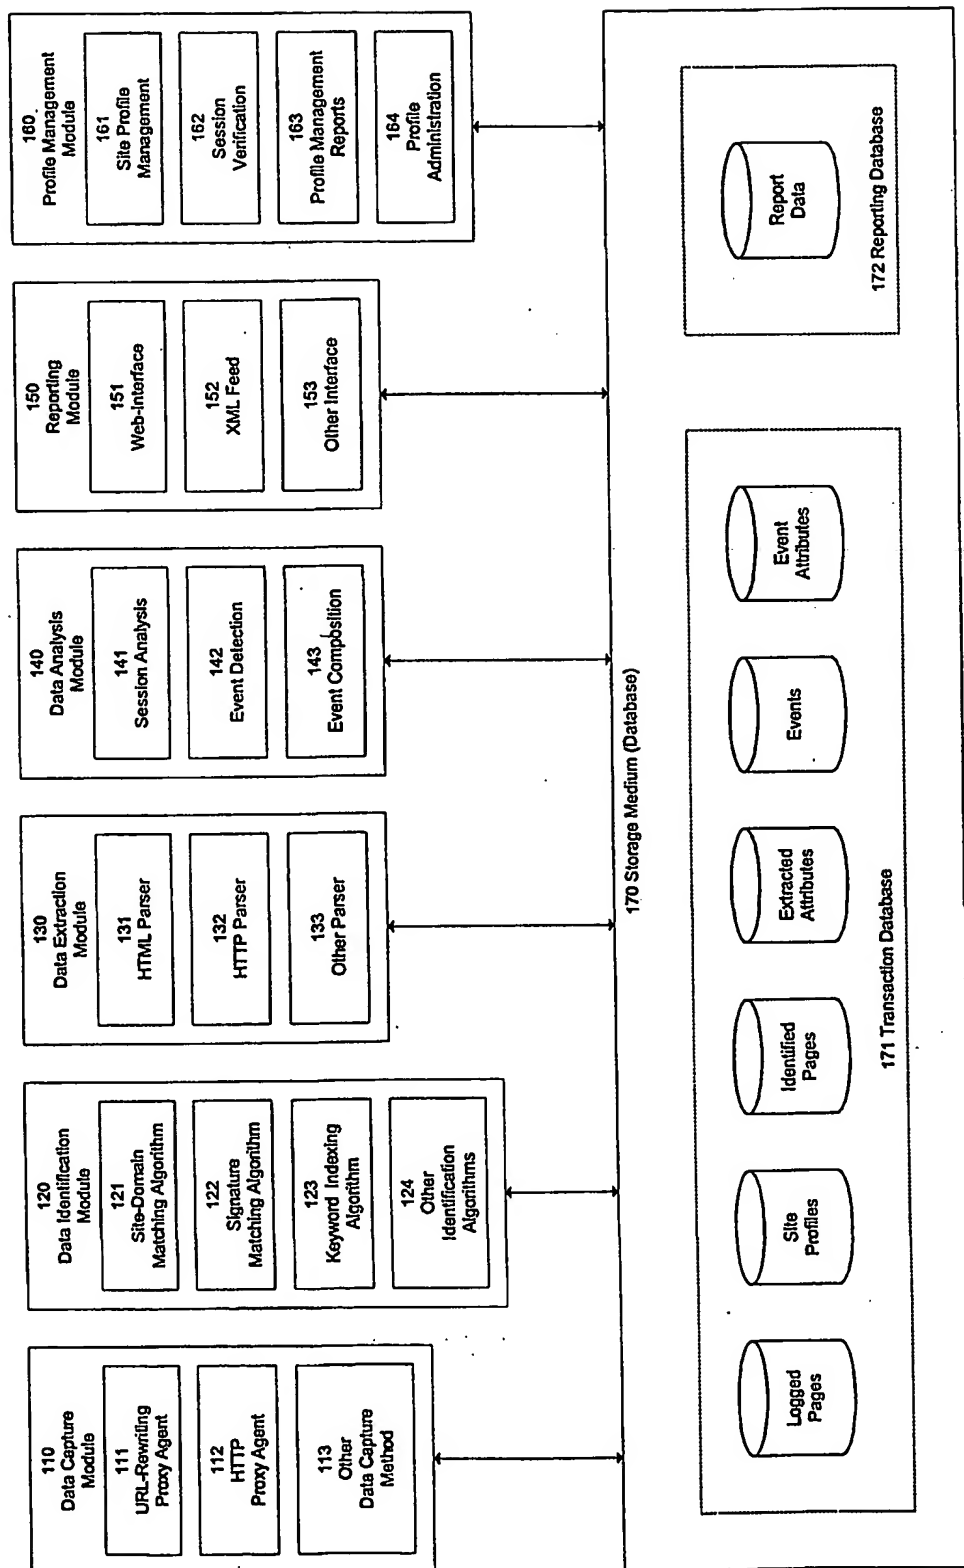 110
Data Capture
Module
111
URL-Rewriting
Proxy Agent
112
HTTP
Proxy Agent
113
Other
Data Capture
Method
120
Data Identification
Module
121
Site-Domain
Matching Algorithm
122
Signature
Matching Algorithm
123
Keyword Indexing
Algorithm
124
Other
Identification
Algorithms
130
Data Extraction
Module
131
HTML Parser
132
HTTP Parser
133
Other Parser
140
Data Analysis
Module
141
Session Analysis
142
Event Detection
143
Event Composition
150
Reporting
Module
151
Web-Interface
152
XML Feed
153
Other Interface
160
Profile Management
Module
161
Site Profile
Management
162
Session
Verification
163
Profile Management
Reports
164
Profile
Administration
170 Storage Medium (Database)
Logged
Pages
Site
Profiles
Identified
Pages
Extracted
Attributes
Events
Event
Attributes
171 Transaction Database
Report
Data
172 Reporting Database